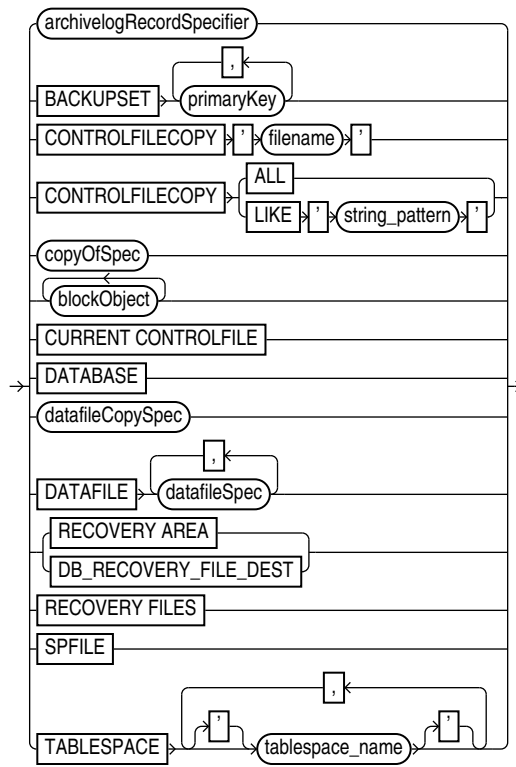 archivelogRecordSpecifier
,
BACKUPSET primaryKey
CONTROLFILECOPY ’ filename ’
ALL
CONTROLFILECOPY
LIKE ’ string_pattern ’
copyOfSpec
blockObject
CURRENT CONTROLFILE
DATABASE
datafileCopySpec
,
DATAFILE datafileSpec
RECOVERY AREA
DB_RECOVERY_FILE_DEST
RECOVERY FILES
SPFILE
,
’ ’
TABLESPACE tablespace_name